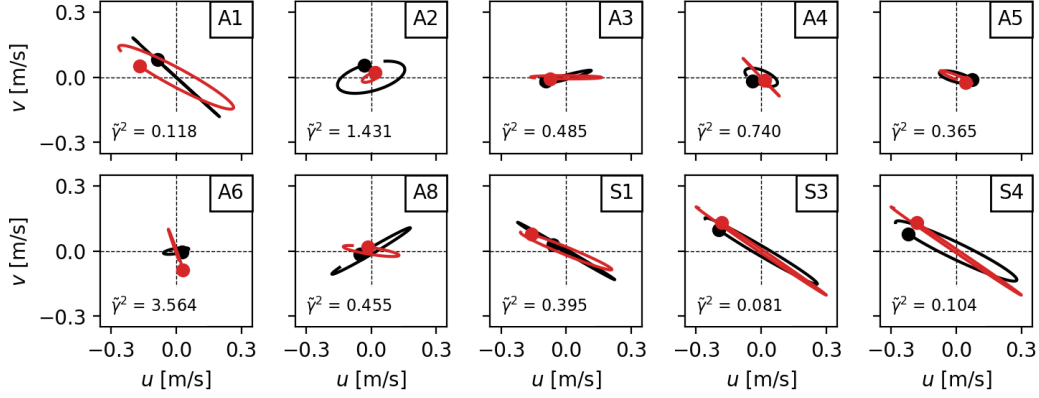 A1
A2
A3
A4
A5
0.3
0.0
−0.3
v [m/s]
γ̃² = 0.118
γ̃² = 1.431
γ̃² = 0.485
γ̃² = 0.740
γ̃² = 0.365
A6
A8
S1
S3
S4
0.3
0.0
−0.3
v [m/s]
γ̃² = 3.564
γ̃² = 0.455
γ̃² = 0.395
γ̃² = 0.081
γ̃² = 0.104
−0.3 0.0 0.3
−0.3 0.0 0.3
−0.3 0.0 0.3
−0.3 0.0 0.3
−0.3 0.0 0.3
u [m/s]
u [m/s]
u [m/s]
u [m/s]
u [m/s]